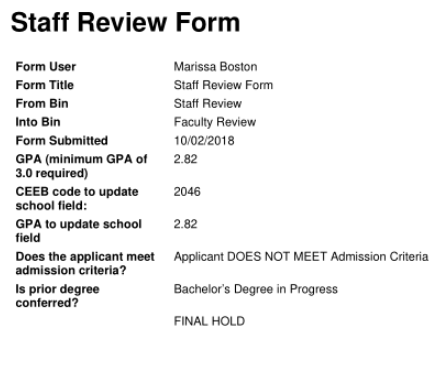 Staff Review Form
Form User Marissa Boston
Form Title Staff Review Form
From Bin Staff Review
Into Bin Faculty Review
Form Submitted 10/02/2018
GPA (minimum GPA of 2.82
3.0 required)
CEEB code to update 2046
school field:
GPA to update school 2.82
field
Does the applicant meet Applicant DOES NOT MEET Admission Criteria
admission criteria?
Is prior degree Bachelor's Degree in Progress
conferred?
FINAL HOLD